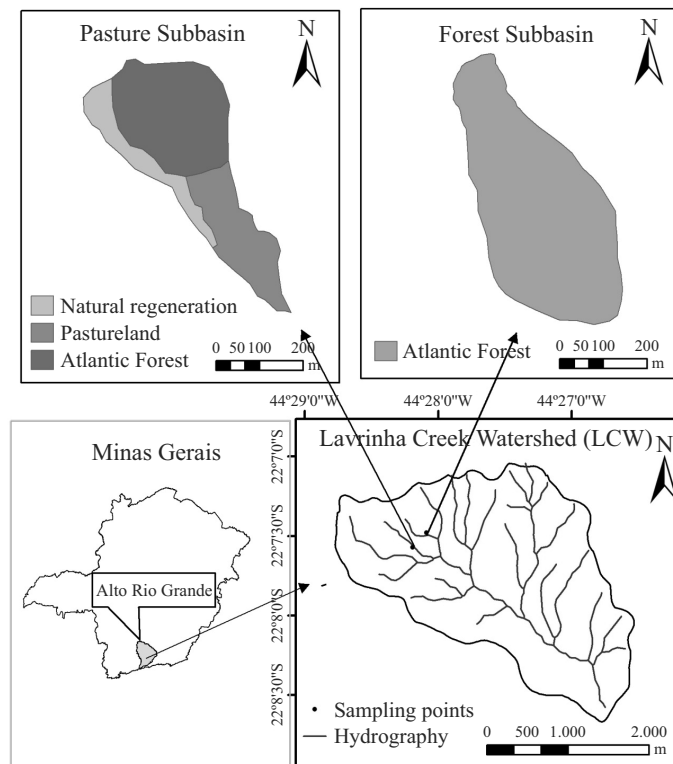 Pasture Subbasin
N
Natural regeneration
Pastureland
Atlantic Forest
0 50 100 200
m
Forest Subbasin
N
Atlantic Forest
0 50 100 200
m
44°29'0"W 44°28'0"W 44°27'0"W
Minas Gerais
Alto Rio Grande
Lavrinha Creek Watershed (LCW)
N
22°7'0"S
22°7'30"S
22°8'0"S
22°8'30"S
Sampling points
Hydrography
0 500 1.000 2.000
m